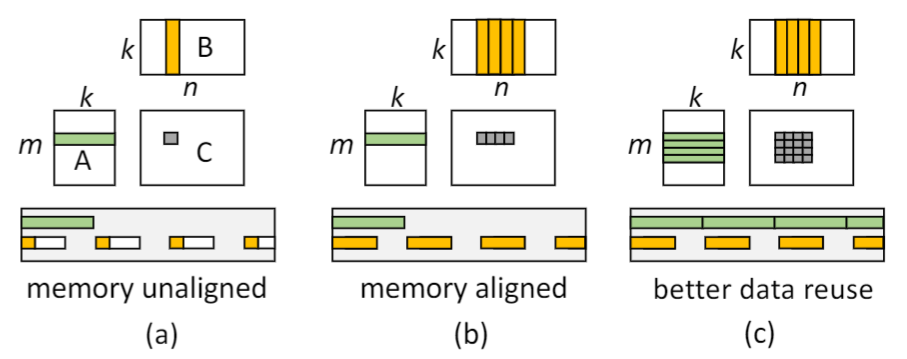 k B
n
k
m A C
memory unaligned
(a)
k
n
k
m
memory aligned
(b)
k
n
k
m
better data reuse
(c)